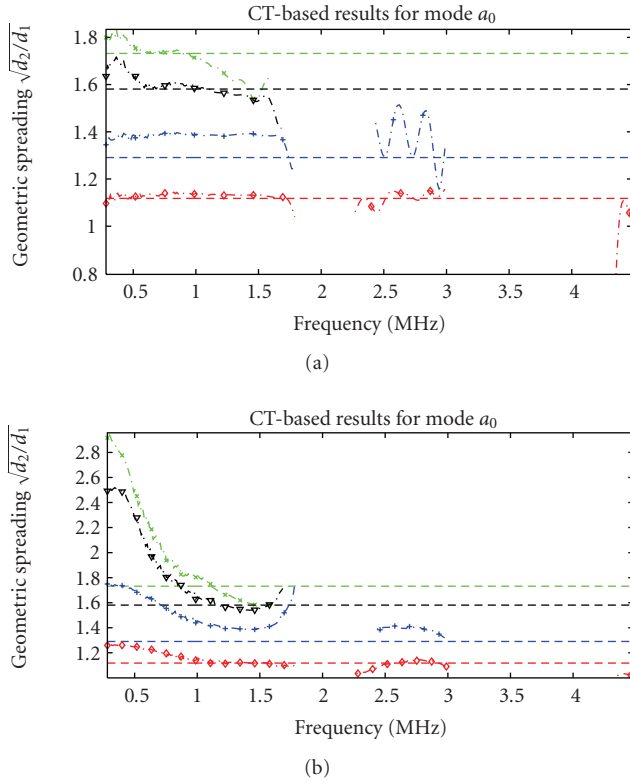 CT-based results for mode a₀
Geometric spreading √d₂/d₁
1.8
1.6
1.4
1.2
1
0.8
0.5 1 1.5 2 2.5 3 3.5 4
Frequency (MHz)
(a)
CT-based results for mode a₀
Geometric spreading √d₂/d₁
2.8
2.6
2.4
2.2
2
1.8
1.6
1.4
1.2
0.5 1 1.5 2 2.5 3 3.5 4
Frequency (MHz)
(b)